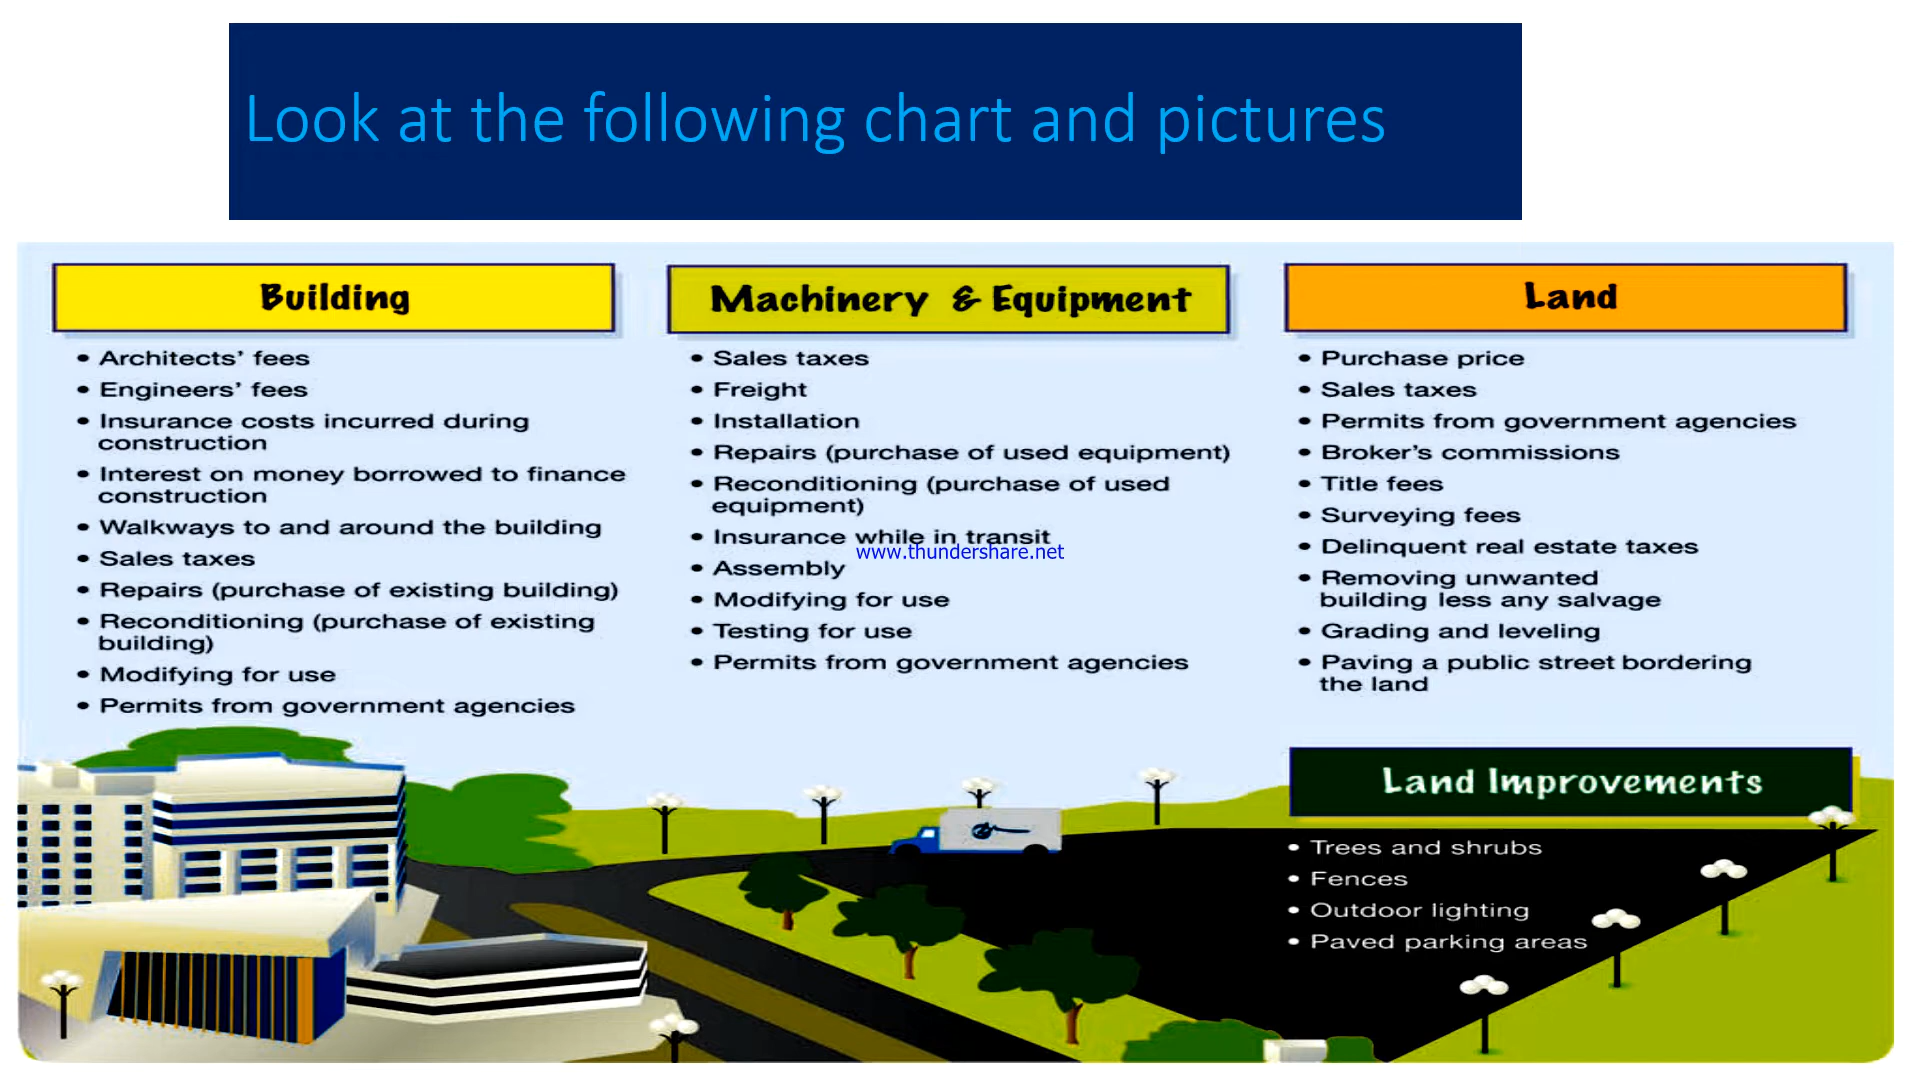 Look at the following chart and pictures
Building
• Architects’ fees
• Engineers’ fees
• Insurance costs incurred during
construction
• Interest on money borrowed to finance
construction
• Walkways to and around the building
• Sales taxes
• Repairs (purchase of existing building)
• Reconditioning (purchase of existing
building)
• Modifying for use
• Permits from government agencies
Machinery & Equipment
• Sales taxes
• Freight
• Installation
• Repairs (purchase of used equipment)
• Reconditioning (purchase of used
equipment)
• Insurance while in transit
www.thundershare.net
• Assembly
• Modifying for use
• Testing for use
• Permits from government agencies
Land
• Purchase price
• Sales taxes
• Permits from government agencies
• Broker’s commissions
• Title fees
• Surveying fees
• Delinquent real estate taxes
• Removing unwanted
building less any salvage
• Grading and leveling
• Paving a public street bordering
the land
Land Improvements
• Trees and shrubs
• Fences
• Outdoor lighting
• Paved parking areas